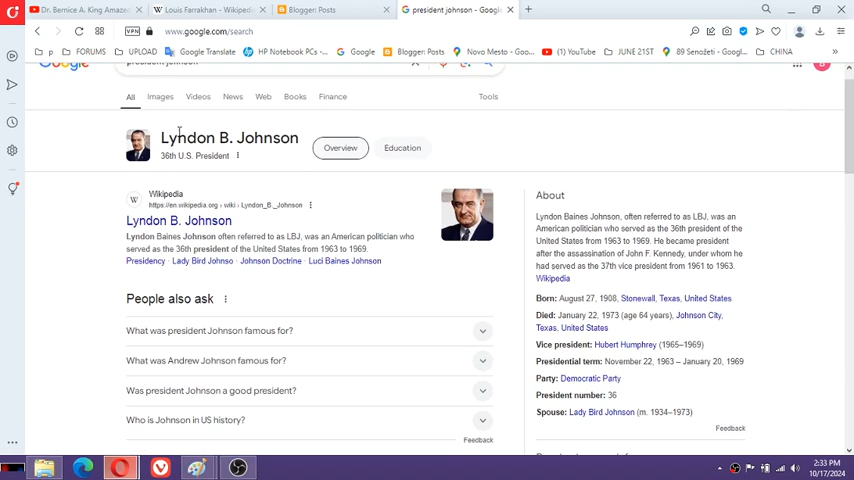 Dr. Bernice A. King Amazed
Louis Farrakhan - Wikipedia
Blogger: Posts
president johnson - Google
VPN
www.google.com/search
p
FORUMS
UPLOAD
Google Translate
HP Notebook PCs -...
Google
Blogger: Posts
Novo Mesto - Googl...
(1) YouTube
JUNE 21ST
89 Senožeti - Googl...
CHINA
Google
president johnson
All
Images
Videos
News
Web
Books
Finance
Tools
Lyndon B. Johnson
36th U.S. President
Overview
Education
W
Wikipedia
https://en.wikipedia.org › wiki › Lyndon_B._Johnson
Lyndon B. Johnson
Lyndon Baines Johnson often referred to as LBJ, was an American politician who
served as the 36th president of the United States from 1963 to 1969.
Presidency · Lady Bird Johnso · Johnson Doctrine · Luci Baines Johnson
People also ask
What was president Johnson famous for?
What was Andrew Johnson famous for?
Was president Johnson a good president?
Who is Johnson in US history?
Feedback
About
Lyndon Baines Johnson, often referred to as LBJ, was an
American politician who served as the 36th president of
the United States from 1963 to 1969. He became president
after the assassination of John F. Kennedy, under whom he
had served as the 37th vice president from 1961 to 1963.
Wikipedia
Born: August 27, 1908, Stonewall, Texas, United States
Died: January 22, 1973 (age 64 years), Johnson City,
Texas, United States
Vice president: Hubert Humphrey (1965–1969)
Presidential term: November 22, 1963 – January 20, 1969
Party: Democratic Party
President number: 36
Spouse: Lady Bird Johnson (m. 1934–1973)
Feedback
2:33 PM
10/17/2024